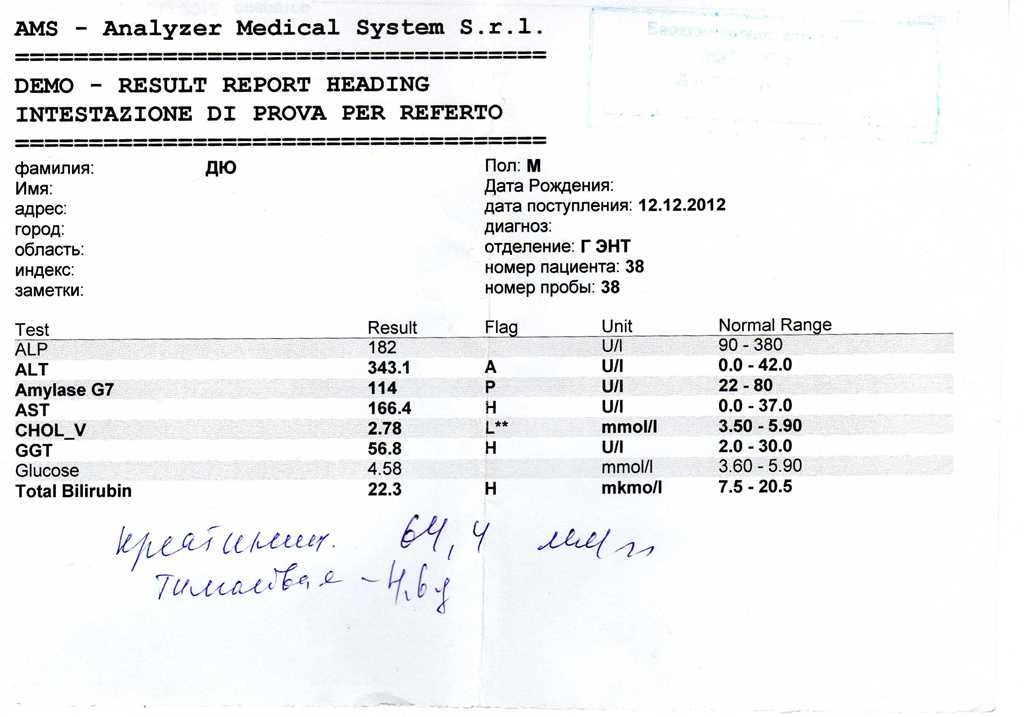 AMS - Analyzer Medical System S.r.l.
==================================
DEMO - RESULT REPORT HEADING
INTESTAZIONE DI PROVA PER REFERTO
==================================
фамилия: ДЮ Пол: М
Имя: Дата Рождения:
адрес: дата поступления: 12.12.2012
город: диагноз:
область: отделение: Г ЭНТ
индекс: номер пациента: 38
заметки: номер пробы: 38
Test Result Flag Unit Normal Range
ALP 182 U/l 90 - 380
ALT 343.1 A U/l 0.0 - 42.0
Amylase G7 114 P U/l 22 - 80
AST 166.4 H U/l 0.0 - 37.0
CHOL_V 2.78 L** mmol/l 3.50 - 5.90
GGT 56.8 H U/l 2.0 - 30.0
Glucose 4.58 mmol/l 3.60 - 5.90
Total Bilirubin 22.3 H mkmo/l 7.5 - 20.5
креатинин. 64,4
тимоловая - 4,6